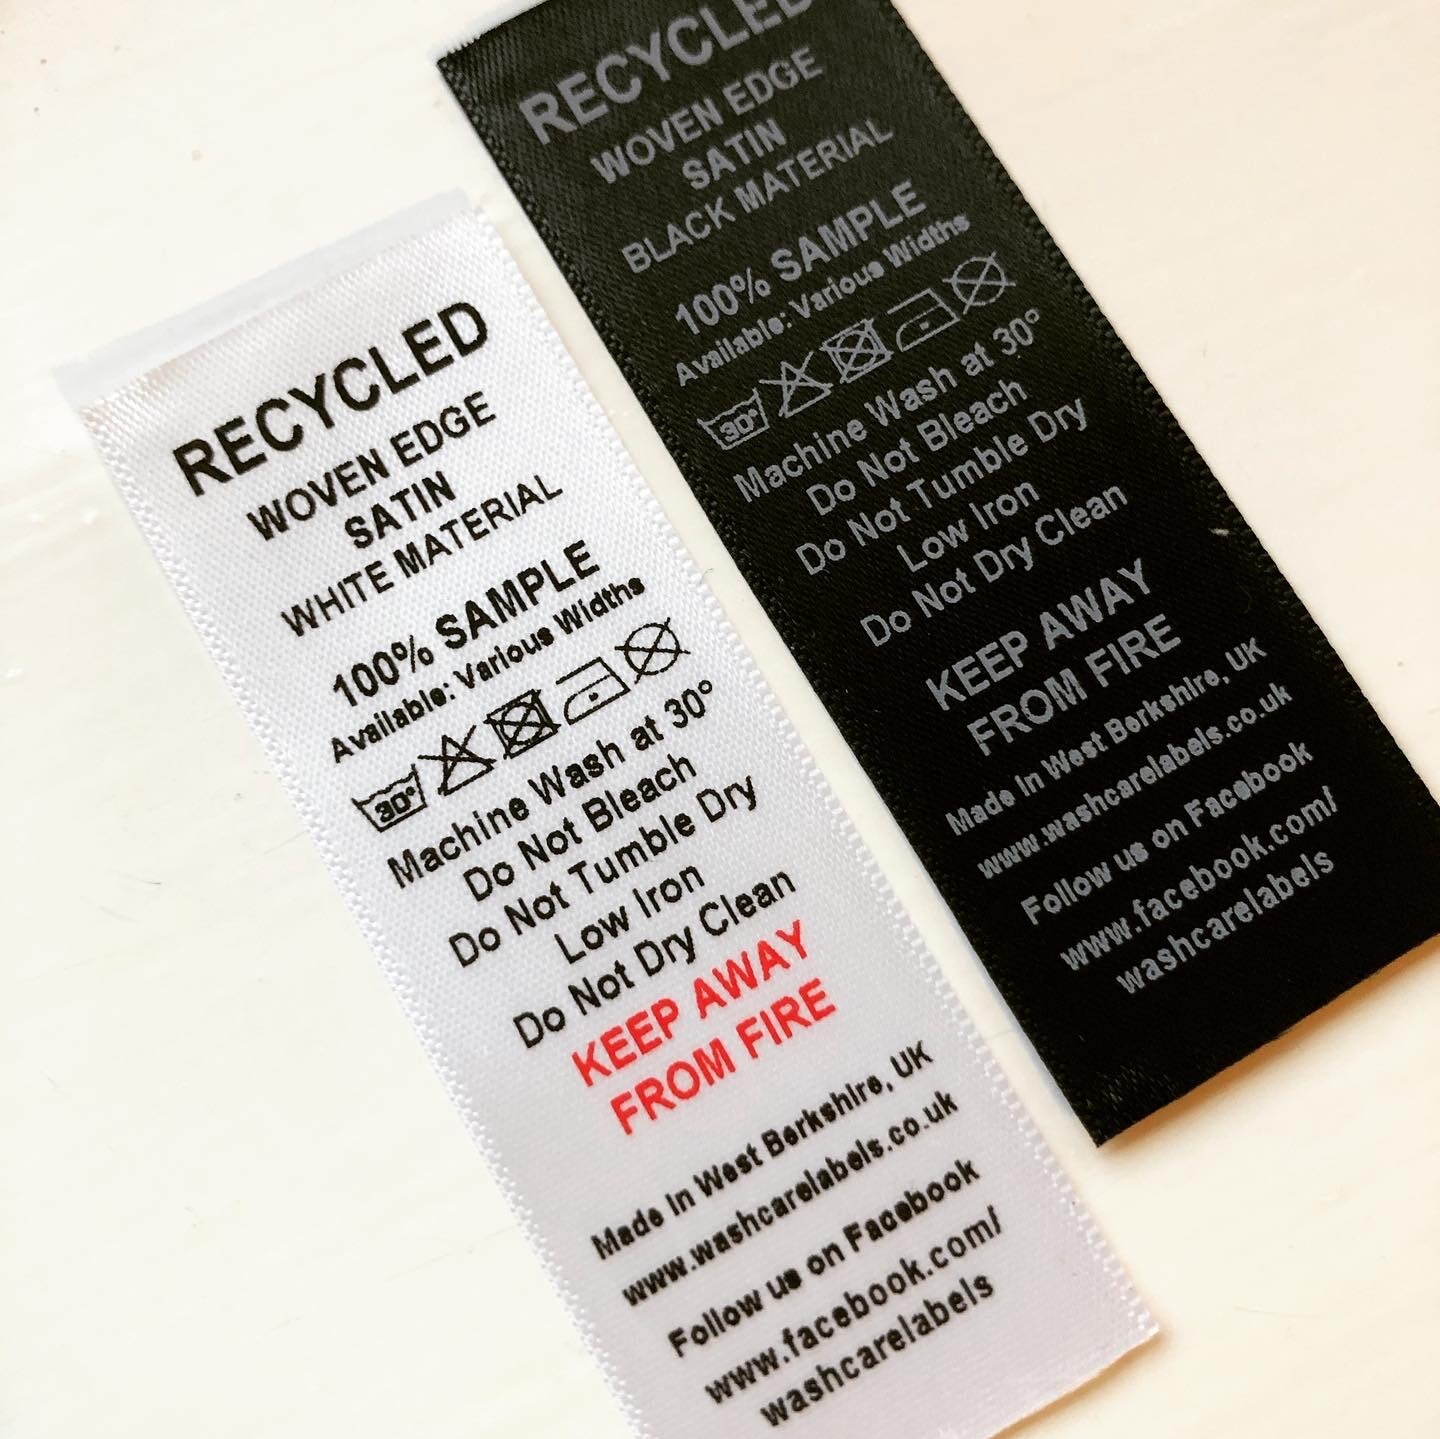 RECYCLED
WOVEN EDGE
SATIN
WHITE MATERIAL
100% SAMPLE
Available: Various Widths
30°
Machine Wash at 30°
Do Not Bleach
Do Not Tumble Dry
Low Iron
Do Not Dry Clean
KEEP AWAY
FROM FIRE
Made In West Berkshire, UK
www.washcarelabels.co.uk
Follow us on Facebook
www.facebook.com/
washcarelabels
RECYCLED
WOVEN EDGE
SATIN
BLACK MATERIAL
100% SAMPLE
Available: Various Widths
30°
Machine Wash at 30°
Do Not Bleach
Do Not Tumble Dry
Low Iron
Do Not Dry Clean
KEEP AWAY
FROM FIRE
Made In West Berkshire, UK
www.washcarelabels.co.uk
Follow us on Facebook
www.facebook.com/
washcarelabels